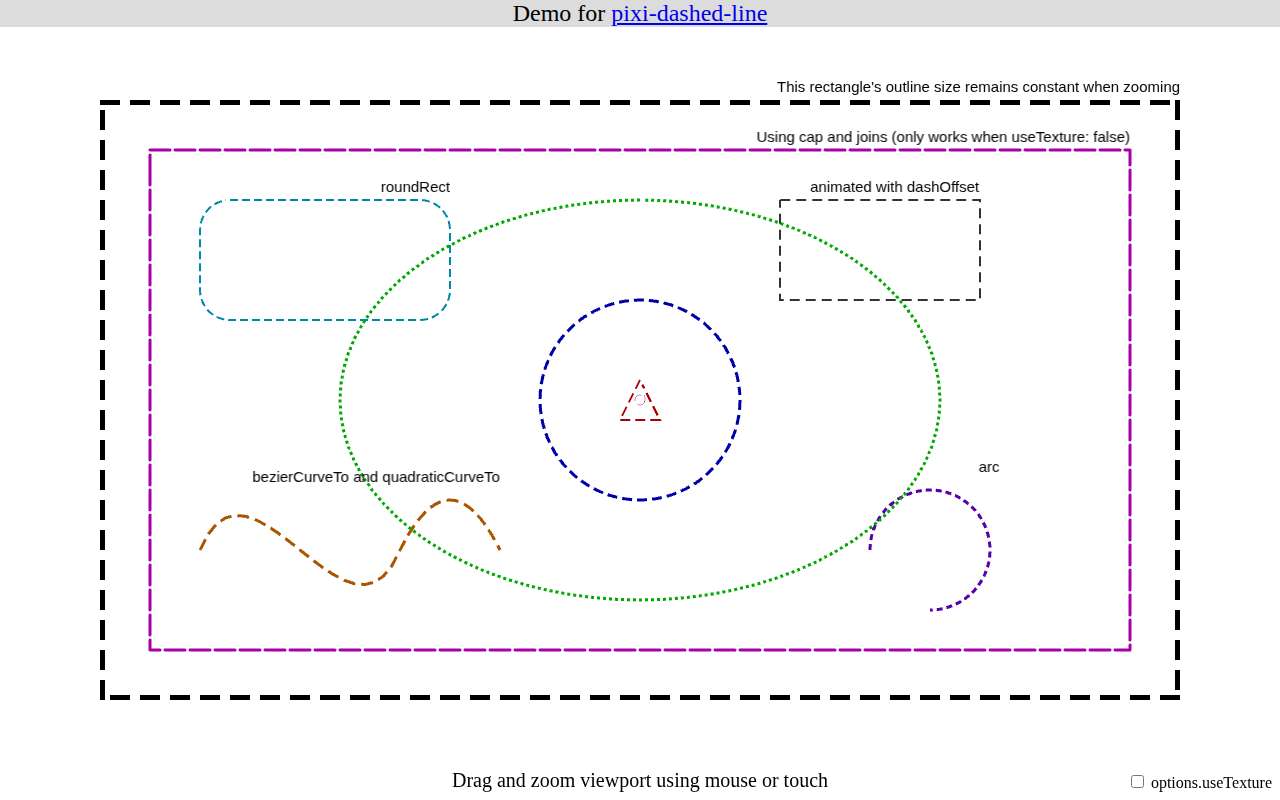 Demo for pixi-dashed-line
This rectangle's outline size remains constant when zooming
Using cap and joins (only works when useTexture: false)
roundRect
animated with dashOffset
bezierCurveTo and quadraticCurveTo
arc
Drag and zoom viewport using mouse or touch
options.useTexture